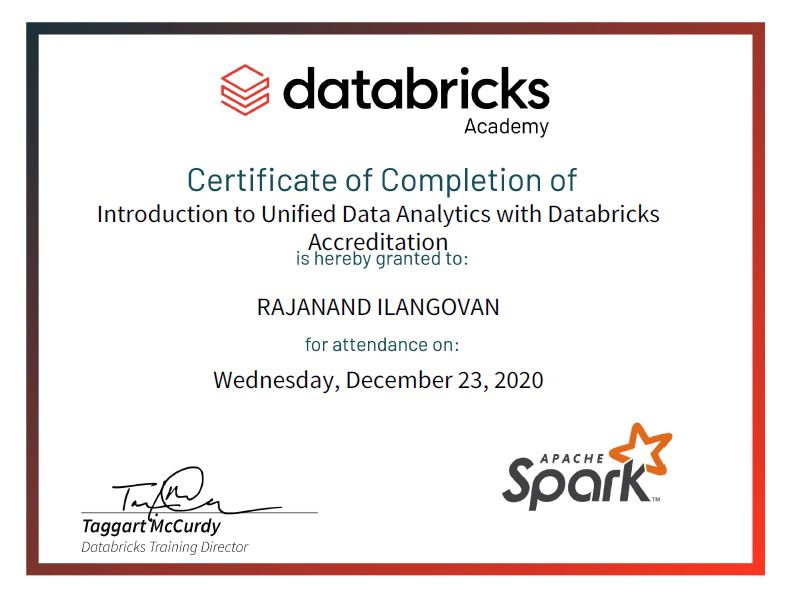 databricks
Academy
Certificate of Completion of
Introduction to Unified Data Analytics with Databricks
Accreditation
is hereby granted to:
RAJANAND ILANGOVAN
for attendance on:
Wednesday, December 23, 2020
APACHE
Spark™
Taggart McCurdy
Databricks Training Director